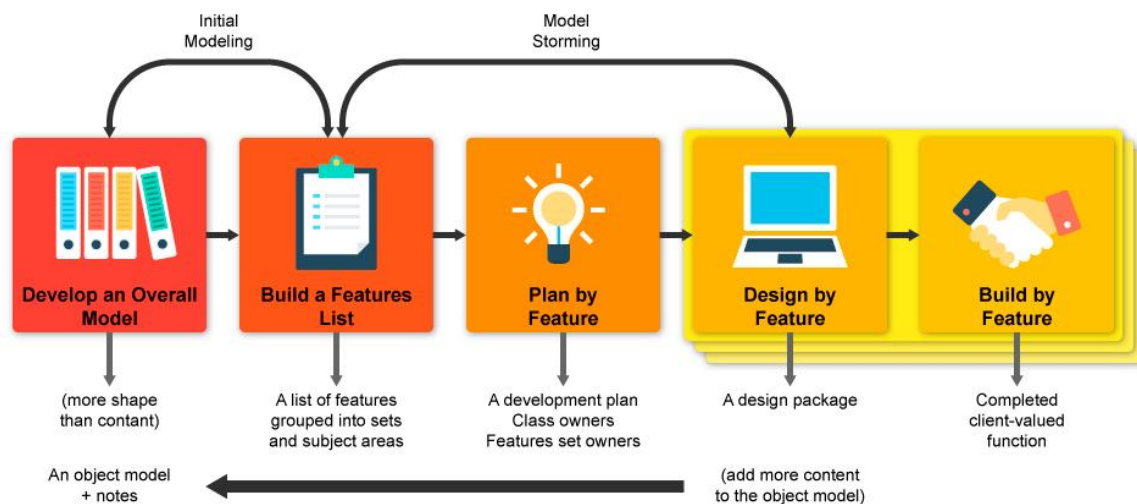 Initial
Modeling
Model
Storming
Develop an Overall
Model
Build a Features
List
Plan by
Feature
Design by
Feature
Build by
Feature
(more shape
than contant)
A list of features
grouped into sets
and subject areas
A development plan
Class owners
Features set owners
A design package
Completed
client-valued
function
An object model
+ notes
(add more content
to the object model)